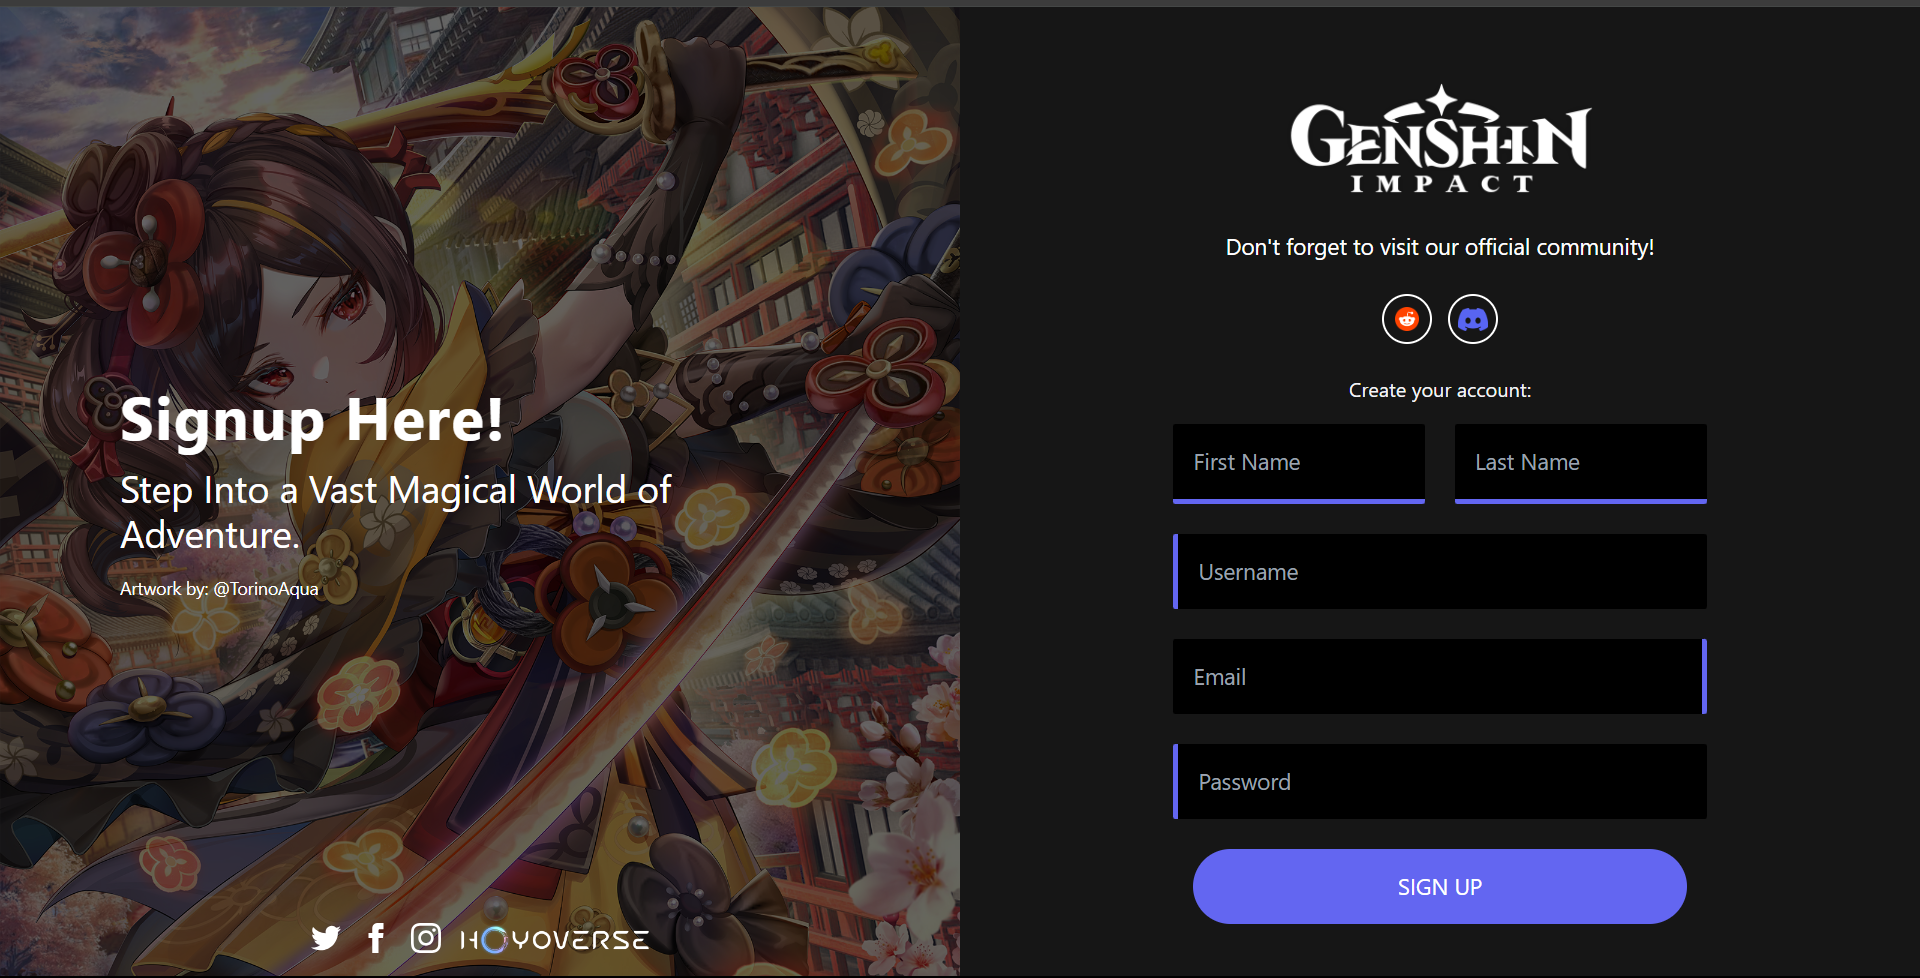 Signup Here!
Step Into a Vast Magical World of
Adventure.
Artwork by: @TorinoAqua
HOYOVERSE
GENSHIN
IMPACT
Don't forget to visit our official community!
Create your account:
First Name
Last Name
Username
Email
Password
SIGN UP